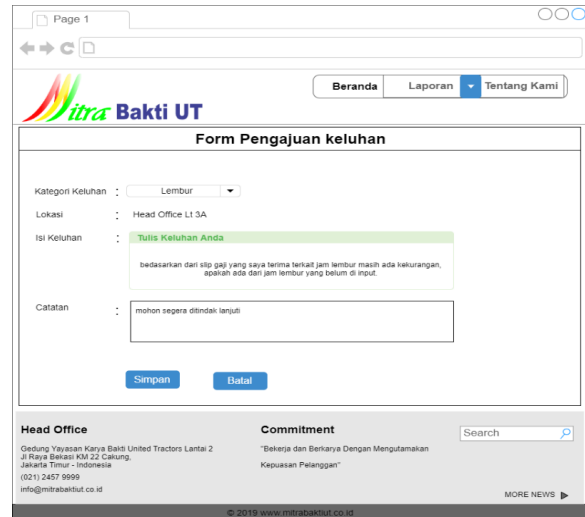 Page 1
Mitra Bakti UT
Beranda Laporan Tentang Kami
Form Pengajuan keluhan
Kategori Keluhan : Lembur
Lokasi : Head Office Lt 3A
Isi Keluhan : Tulis Keluhan Anda
bedasarkan dari slip gaji yang saya terima terkait jam lembur masih ada kekurangan,
apakah ada dari jam lembur yang belum di input.
Catatan : mohon segera ditindak lanjuti
Simpan Batal
Head Office
Gedung Yayasan Karya Bakti United Tractors Lantai 2
Jl Raya Bekasi KM 22 Cakung,
Jakarta Timur - Indonesia
(021) 2457 9999
info@mitrabaktiut.co.id
Commitment
"Bekerja dan Berkarya Dengan Mengutamakan
Kepuasan Pelanggan"
Search
MORE NEWS
© 2019 www.mitrabaktiut.co.id